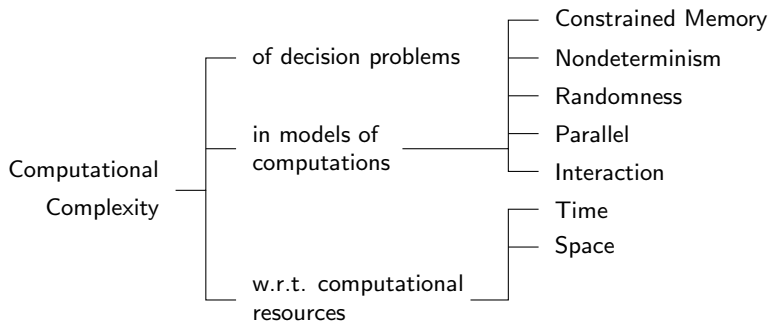 Computational
Complexity
of decision problems
in models of
computations
w.r.t. computational
resources
Constrained Memory
Nondeterminism
Randomness
Parallel
Interaction
Time
Space